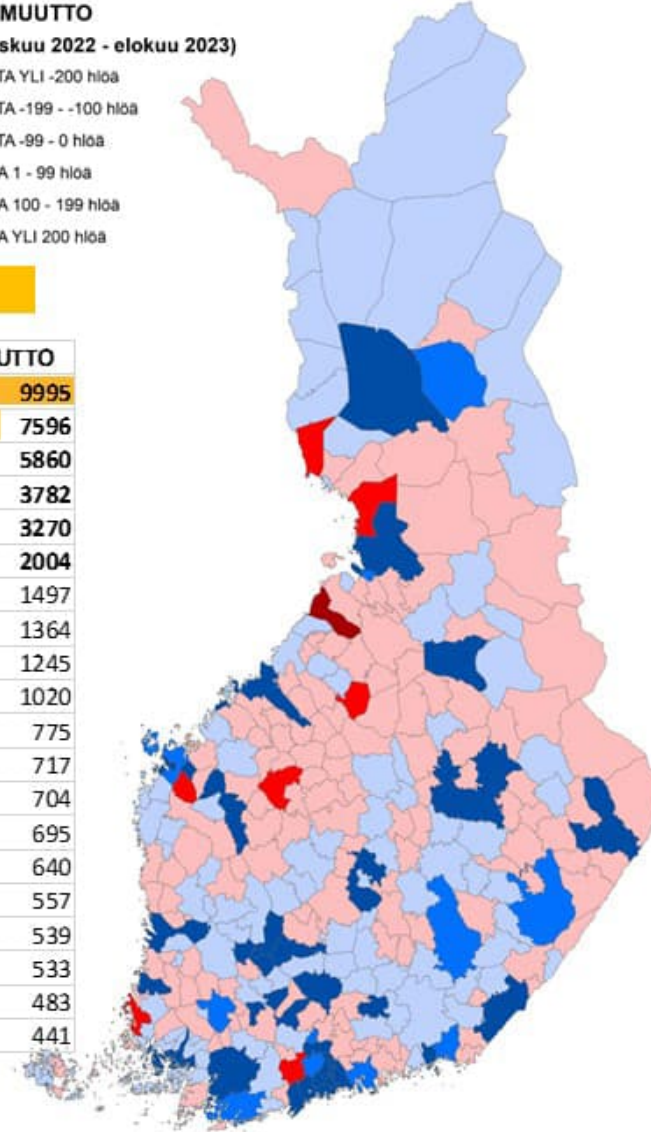 MUUTTO
skuu 2022 - elokuu 2023)
TA YLI -200 hlöä
TA -199 - -100 hlöä
TA -99 - 0 hlöä
A 1 - 99 hlöä
A 100 - 199 hlöä
A YLI 200 hlöä
UTTO
9995
7596
5860
3782
3270
2004
1497
1364
1245
1020
775
717
704
695
640
557
539
533
483
441